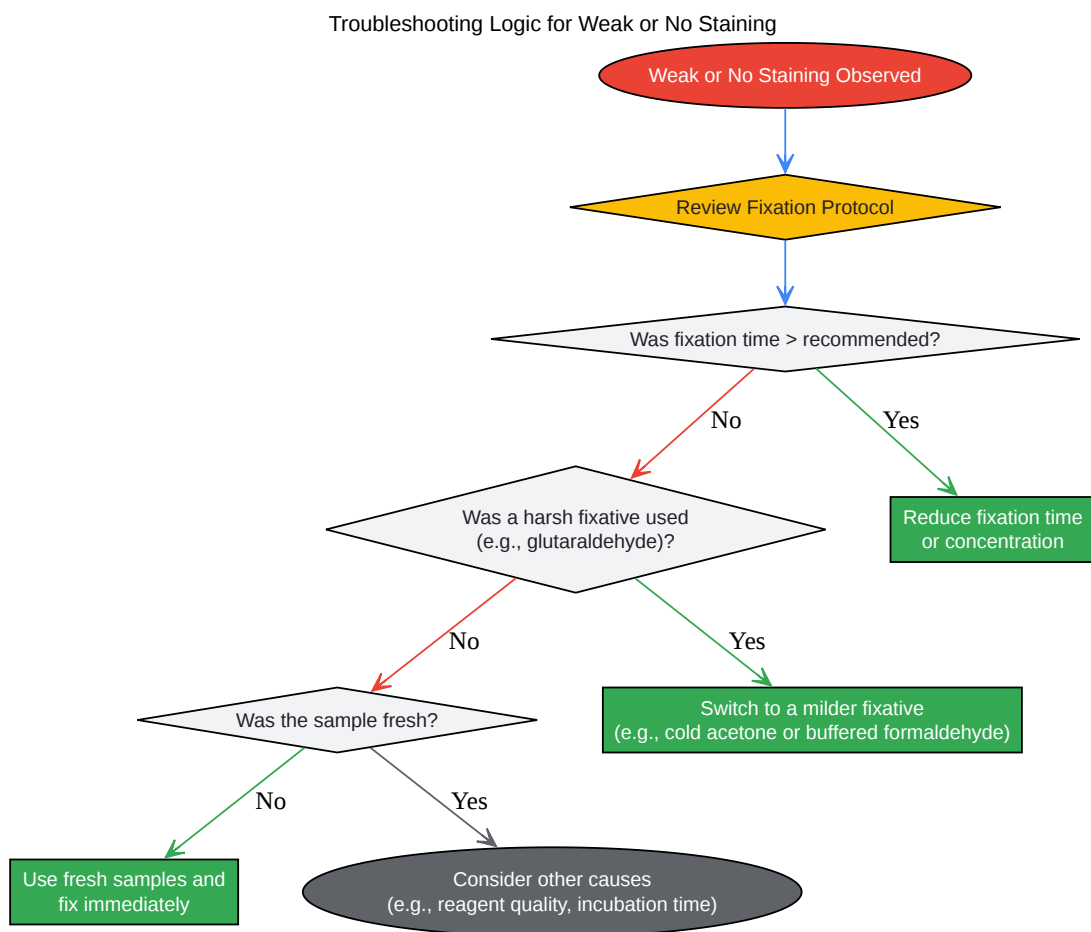 Troubleshooting Logic for Weak or No Staining
Weak or No Staining Observed
Review Fixation Protocol
Was fixation time > recommended?
No
Yes
Was a harsh fixative used
(e.g., glutaraldehyde)?
Reduce fixation time
or concentration
No
Yes
Was the sample fresh?
Switch to a milder fixative
(e.g., cold acetone or buffered formaldehyde)
No
Yes
Use fresh samples and
fix immediately
Consider other causes
(e.g., reagent quality, incubation time)